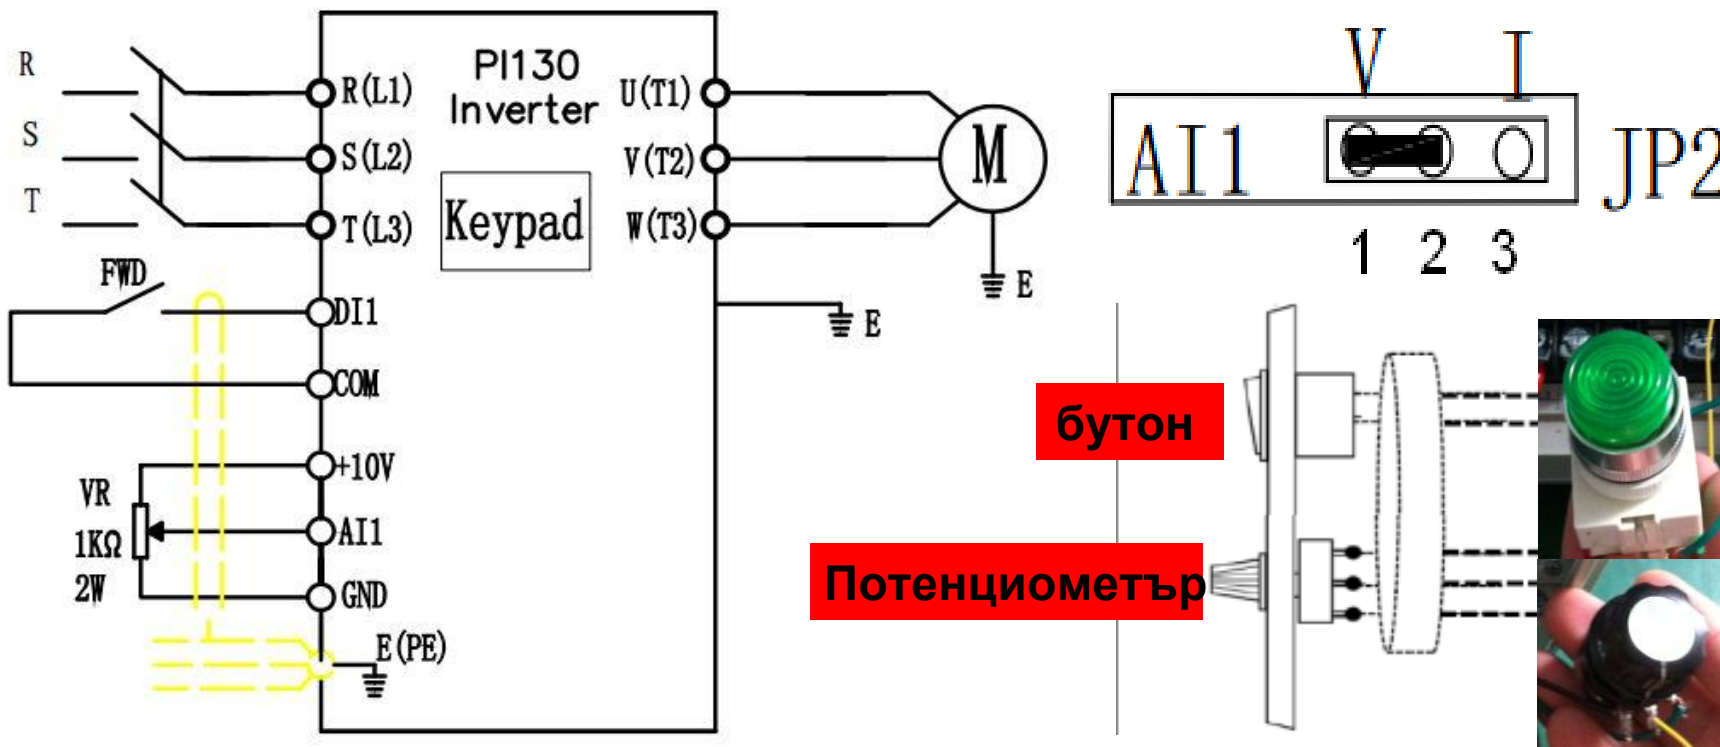 R
S
T
R(L1)
S(L2)
T(L3)
PI130
Inverter
Keypad
U(T1)
V(T2)
W(T3)
M
E
E
FWD
DI1
COM
+10V
VR
1KΩ
2W
AI1
GND
E(PE)
V I
AI1
JP2
1 2 3
бутон
Потенциометър